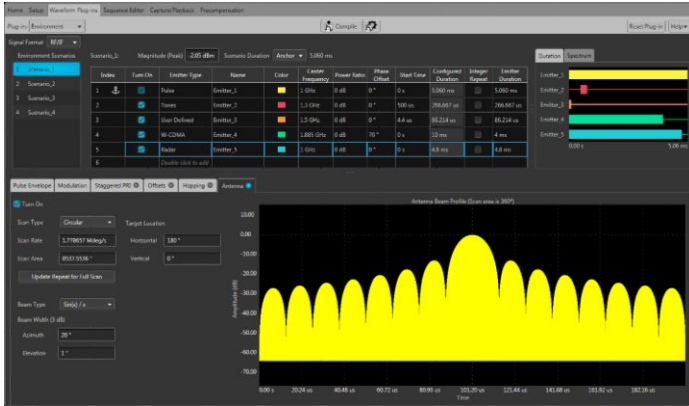 Home Setup Waveform Plug-ins Sequence Editor Capture/Playback Precompensation
Plug-in: Environment Compile Reset Plug-in Help
Signal Format RF/IF
Environment Scenarios Scenario_1: Magnitude (Peak) -2.05 dBm Scenario Duration Anchor 5.060 ms
Duration Spectrum
1 Scenario_1
2 Scenario_2
3 Scenario_3
4 Scenario_4
Index Turn On Emitter Type Name Color Center Frequency Power Ratio Phase Offset Start Time Configured Duration Integer Repeat Emitter Duration
1 Pulse Emitter_1 1 GHz 0 dB 0 ° 0 s 5.060 ms 5.060 ms
2 Tones Emitter_2 0 dB 0 ° 500 us 266.667 us 266.667 us
3 User Defined Emitter_3 1.5 GHz 0 dB 0 ° 4.4 us 86.214 us 86.214 us
4 W-CDMA Emitter_4 1.885 GHz 0 dB 70 ° 0 s 10 ms 4 ms
5 Radar Emitter_5 1 GHz 0 dB 0 ° 0 s 4.8 ms 4.8 ms
6 Double click to add
Emitter_1
Emitter_2
Emitter_3
Emitter_4
Emitter_5
0.00 s 5.06 ms
Pulse Envelope Modulation Staggered PRI Offsets Hopping Antenna
Turn On
Scan Type Circular Target Location
Scan Rate 1.778657 Mdeg/s Horizontal 180 °
Scan Area 8537.5536 ° Vertical 0 °
Update Repeat for Full Scan
Beam Type Sin(x) / x
Beam Width (3 dB)
Azimuth 20 °
Elevation 1 °
Antenna Beam Profile (Scan area is 360°)
Amplitude (dB)
10.00
0.00
-10.00
-20.00
-30.00
-40.00
-50.00
-60.00
-70.00
0.00 s 20.24 us 40.48 us 60.72 us 80.96 us 101.20 us 121.44 us 141.68 us 161.92 us 182.16 us
Time